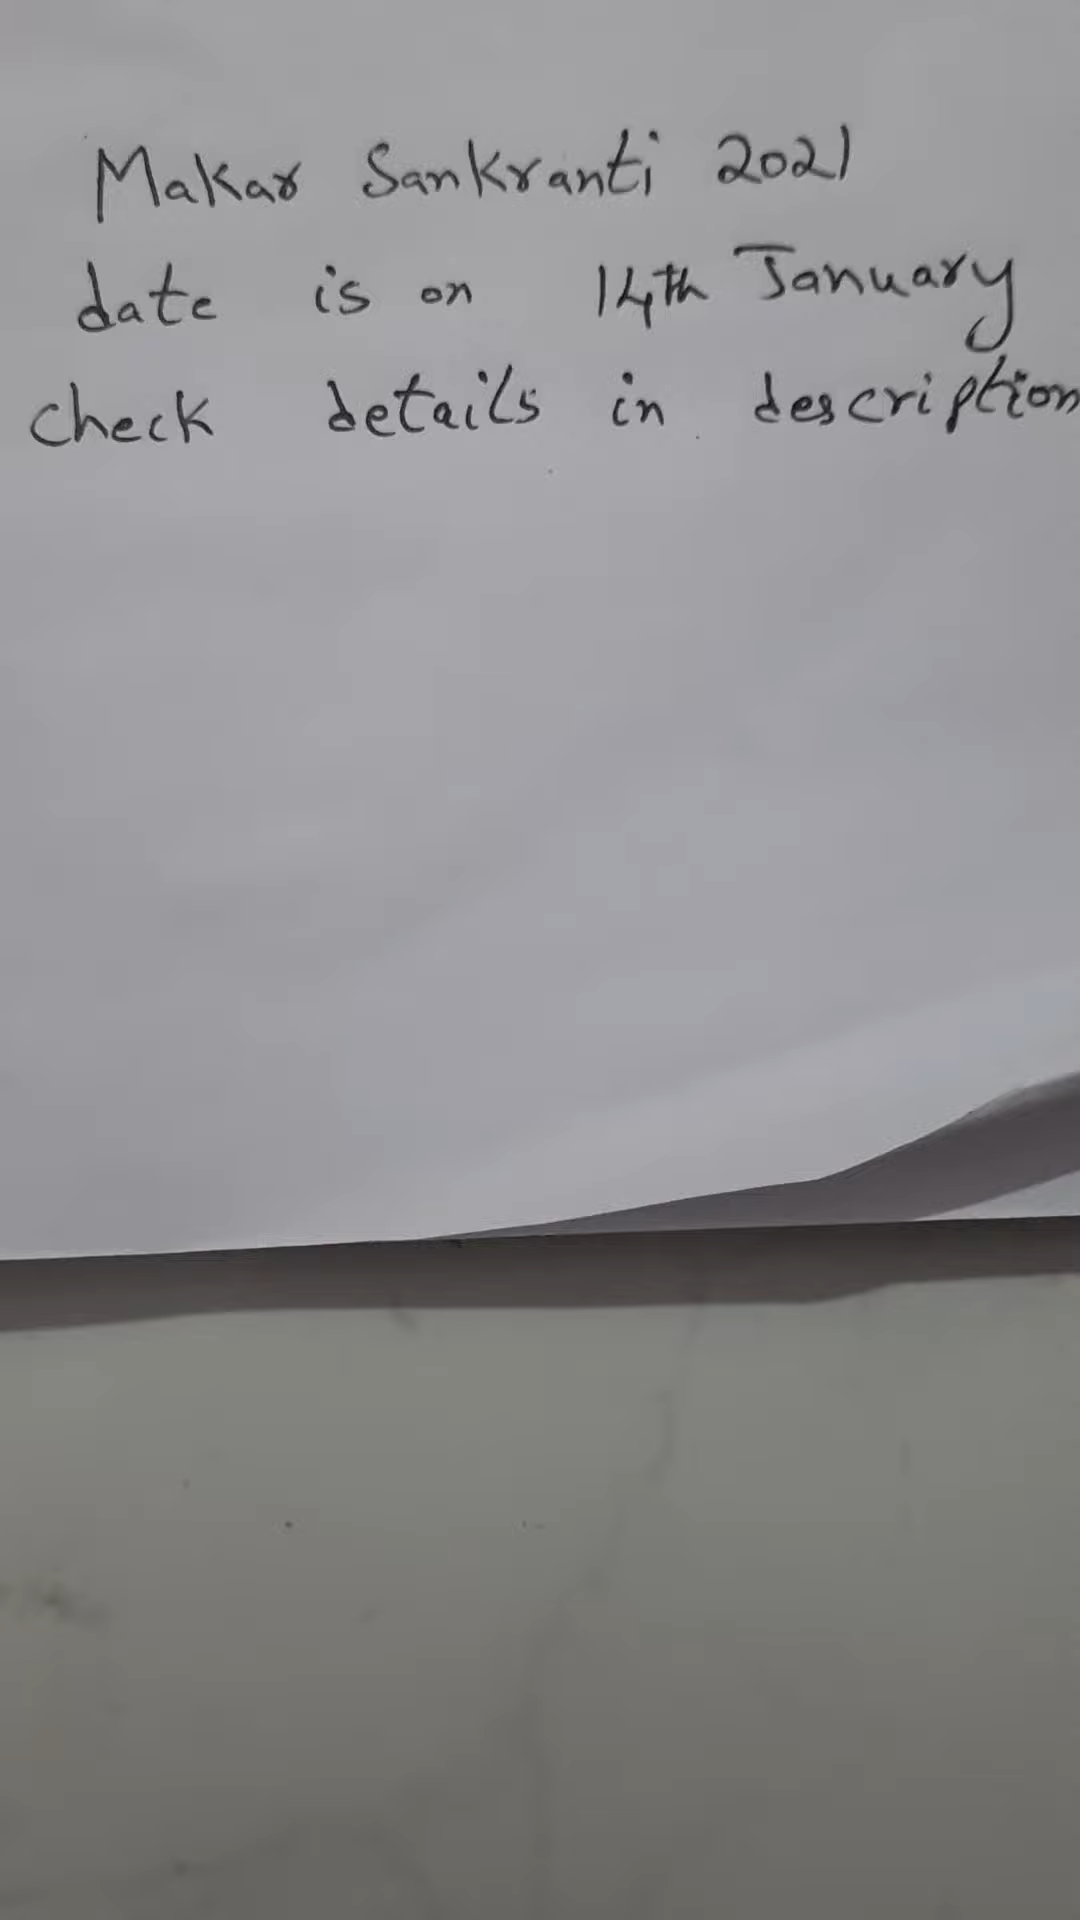 Makar Sankranti 2021
date is on 14th January
check details in description